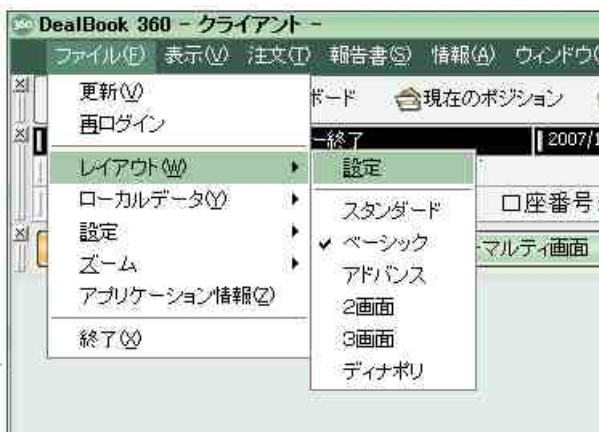 360 DealBook 360 - クライアント -
ファイル(F) 表示(V) 注文(T) 報告書(S) 情報(A) ウィンドウ(
更新(V)
ボード 現在のポジション
再ログイン
-終了 2007/1
レイアウト(W)
設定
ローカルデータ(Y)
スタンダード
口座番号:
設定
ベーシック
マルティ画面
ズーム
アドバンス
アプリケーション情報(Z)
2画面
終了(X)
3画面
ディナポリ